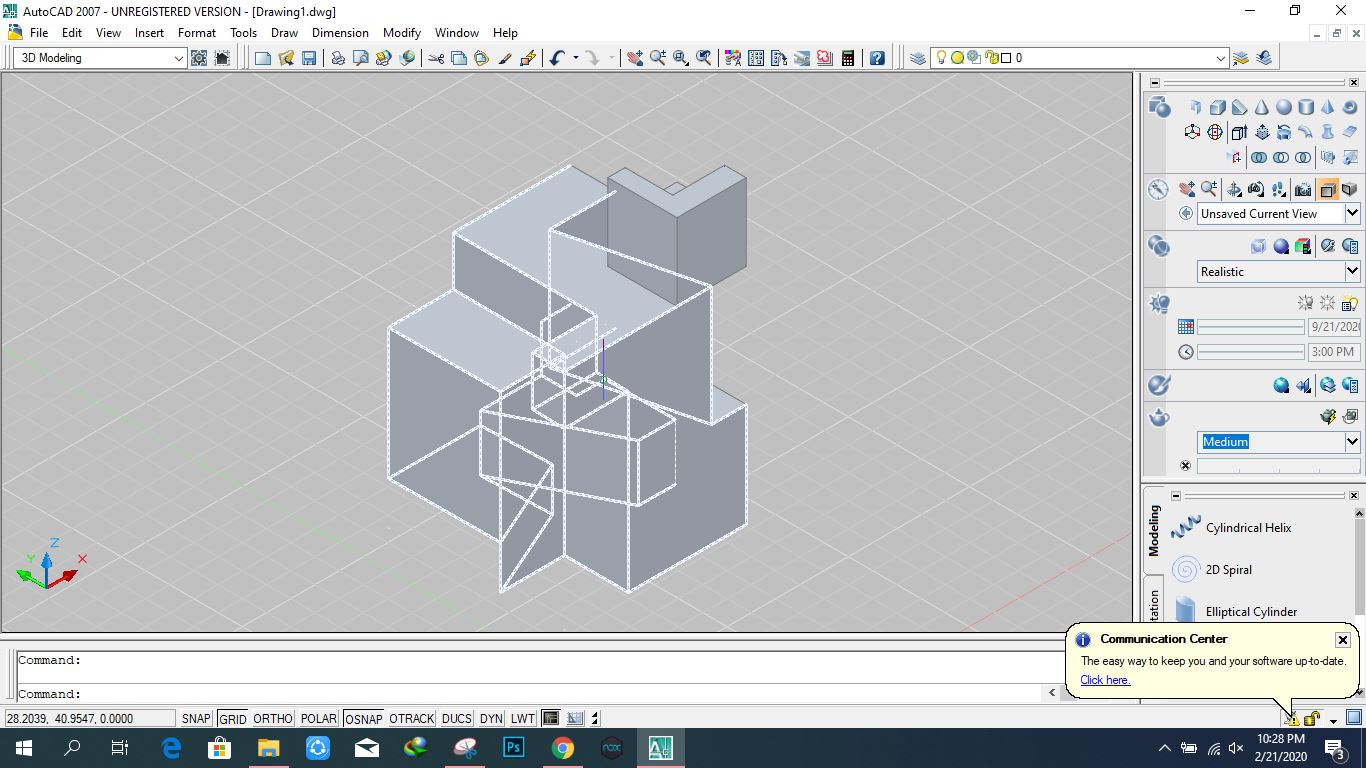 AutoCAD 2007 - UNREGISTERED VERSION - [Drawing1.dwg]
File Edit View Insert Format Tools Draw Dimension Modify Window Help
3D Modeling
0
Unsaved Current View
Realistic
9/21/202
3:00 PM
Medium
Modeling
Cylindrical Helix
2D Spiral
Elliptical Cylinder
tation
Z
Y
X
Communication Center
The easy way to keep you and your software up-to-date.
Click here.
Command:
Command:
28.2039, 40.9547, 0.0000 SNAP GRID ORTHO POLAR OSNAP OTRACK DUCS DYN LWT
Ps
nox
10:28 PM
2/21/2020
3